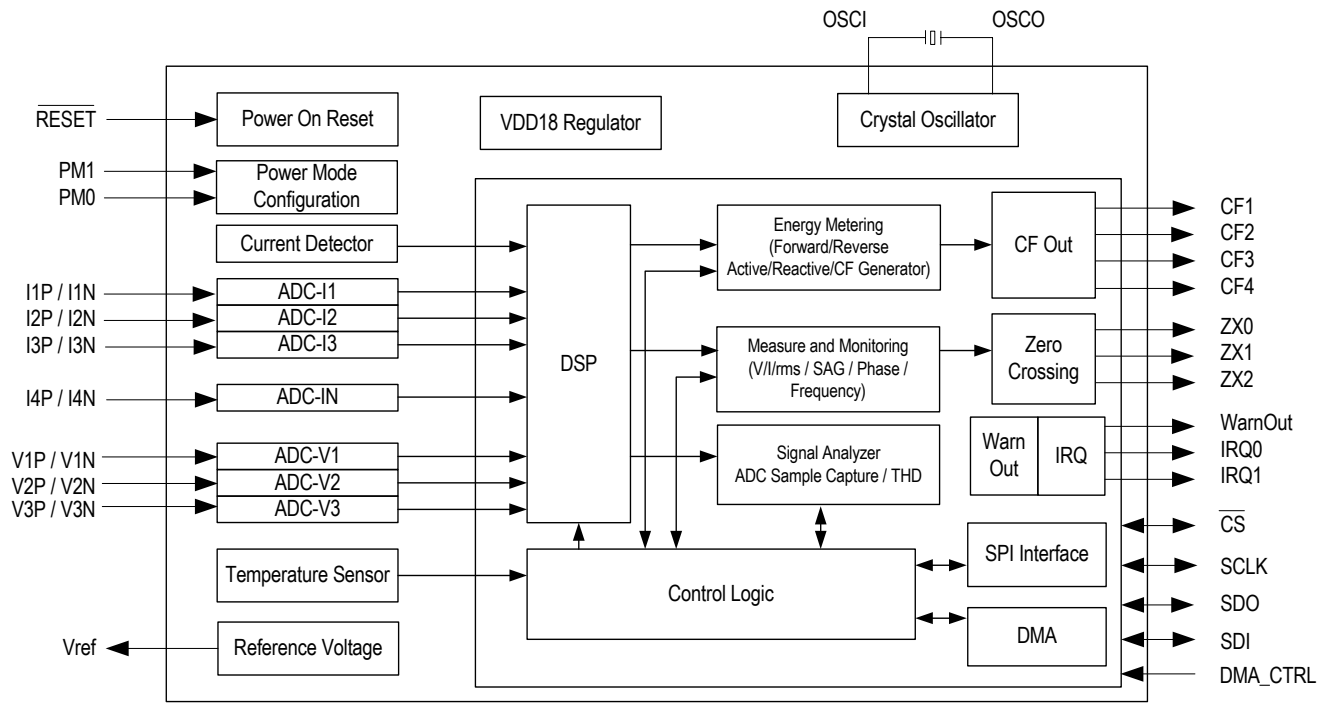 OSCI
OSCO
RESET
Power On Reset
VDD18 Regulator
Crystal Oscillator
PM1
PM0
Power Mode
Configuration
Current Detector
I1P / I1N
ADC-I1
I2P / I2N
ADC-I2
I3P / I3N
ADC-I3
I4P / I4N
ADC-IN
V1P / V1N
ADC-V1
V2P / V2N
ADC-V2
V3P / V3N
ADC-V3
Temperature Sensor
Vref
Reference Voltage
DSP
Energy Metering
(Forward/Reverse
Active/Reactive/CF Generator)
Measure and Monitoring
(V/I/rms / SAG / Phase /
Frequency)
Signal Analyzer
ADC Sample Capture / THD
Control Logic
CF Out
Zero
Crossing
Warn
Out
IRQ
SPI Interface
DMA
CF1
CF2
CF3
CF4
ZX0
ZX1
ZX2
WarnOut
IRQ0
IRQ1
CS
SCLK
SDO
SDI
DMA_CTRL